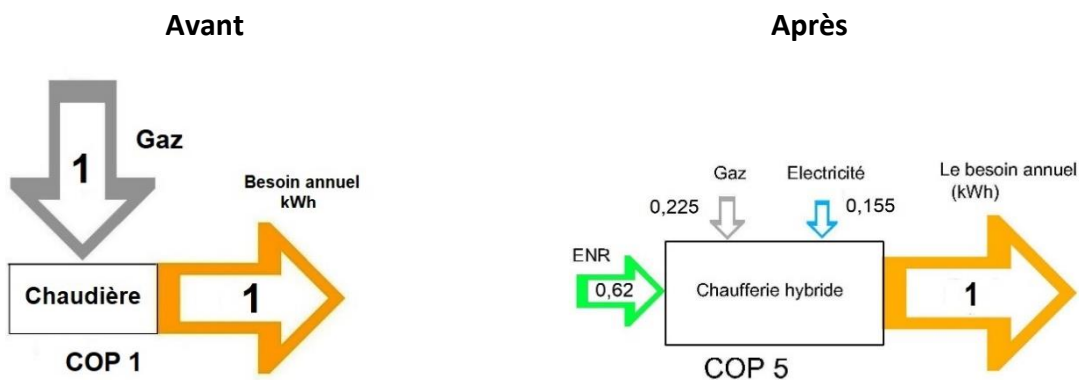 Avant
Gaz
1
Besoin annuel
kWh
Chaudière
1
COP 1
Après
Gaz
Electricité
Le besoin annuel
(kWh)
0,225
0,155
ENR
0,62
Chaufferie hybride
1
COP 5